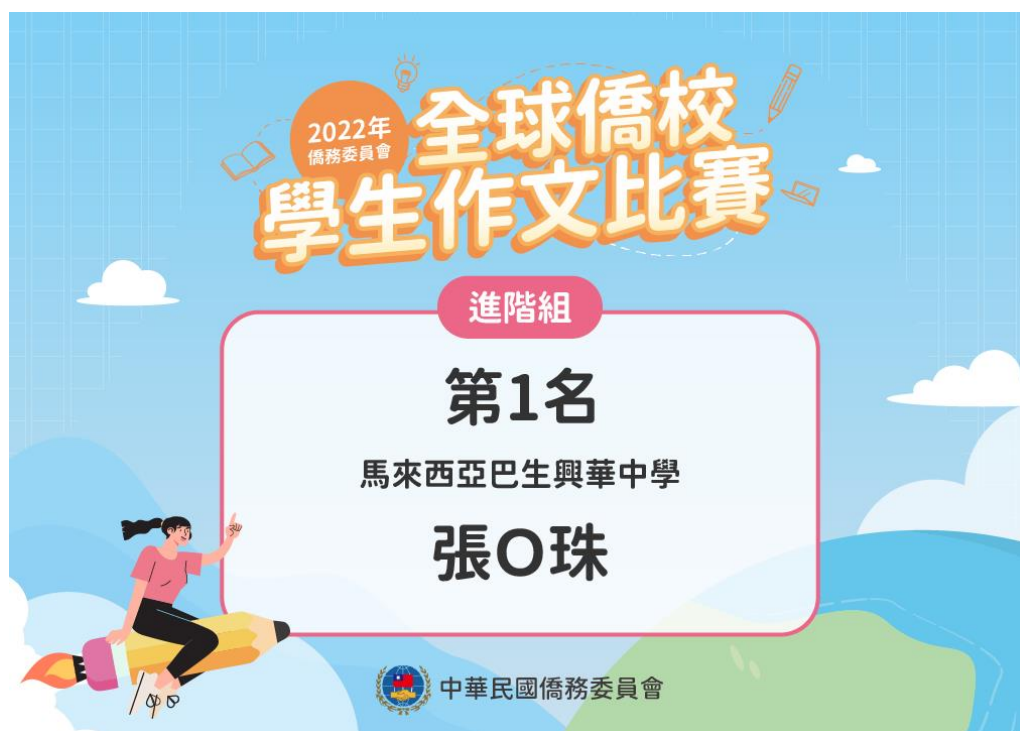 2022年
僑務委員會
全球僑校
學生作文比賽
進階組
第1名
馬來西亞巴生興華中學
張O珠
中華民國僑務委員會